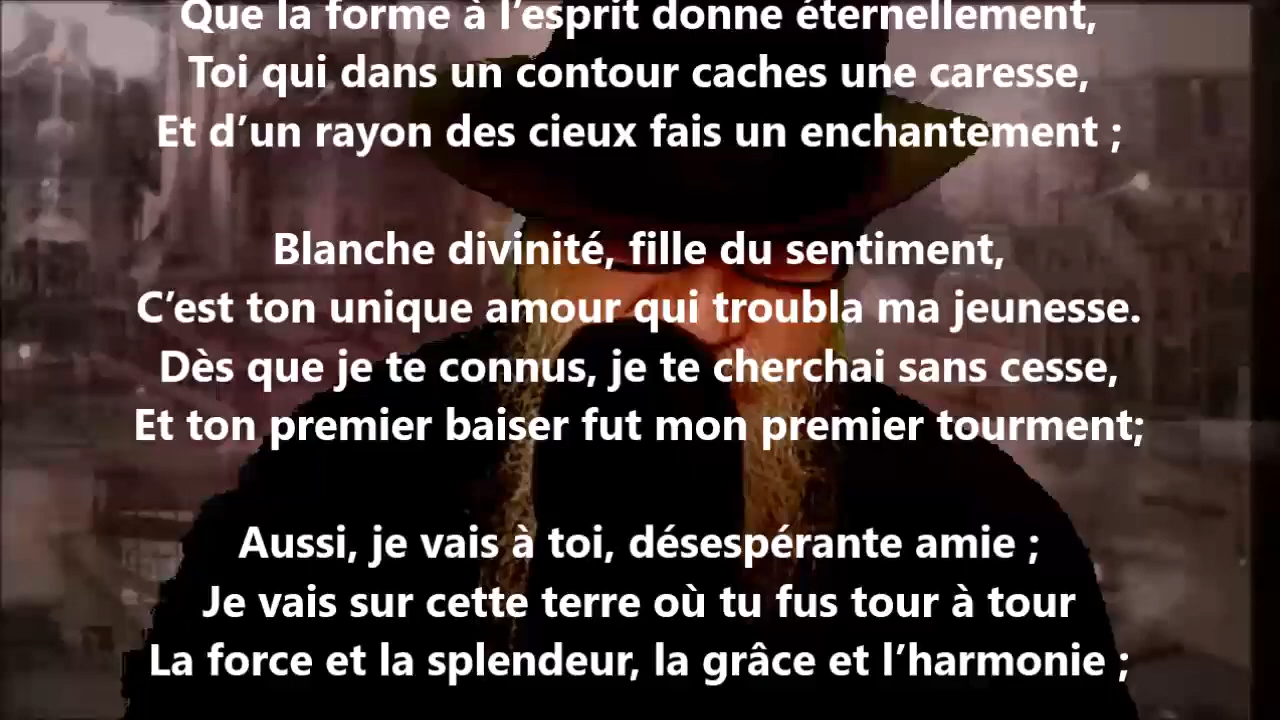 Que la forme à l’esprit donne éternellement,
Toi qui dans un contour caches une caresse,
Et d’un rayon des cieux fais un enchantement ;
Blanche divinité, fille du sentiment,
C’est ton unique amour qui troubla ma jeunesse.
Dès que je te connus, je te cherchai sans cesse,
Et ton premier baiser fut mon premier tourment;
Aussi, je vais à toi, désespérante amie ;
Je vais sur cette terre où tu fus tour à tour
La force et la splendeur, la grâce et l’harmonie ;